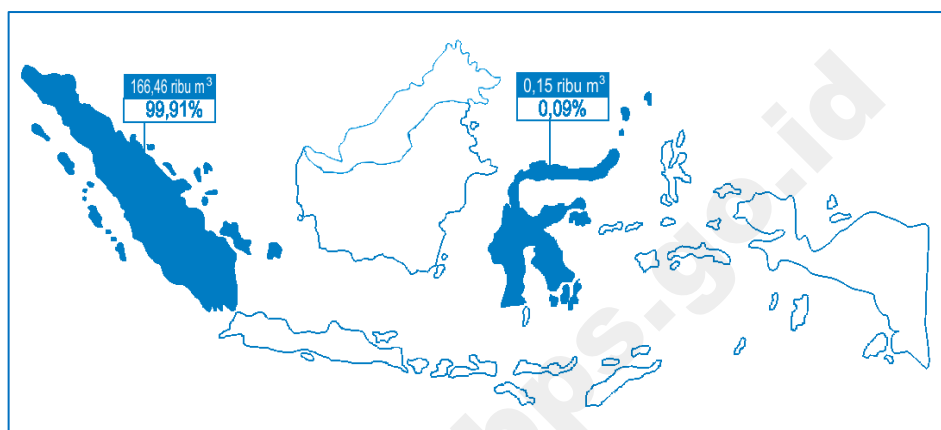 166,46 ribu m³
99,91%
0,15 ribu m³
0,09%
bps.go.id